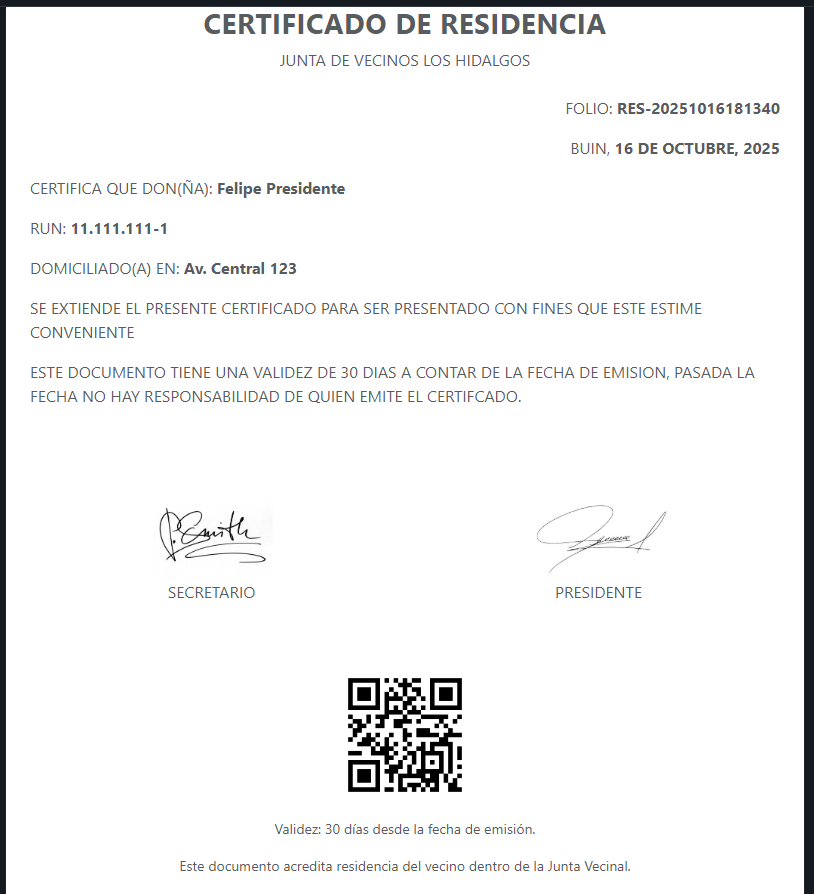 CERTIFICADO DE RESIDENCIA
JUNTA DE VECINOS LOS HIDALGOS
FOLIO: RES-20251016181340
BUIN, 16 DE OCTUBRE, 2025
CERTIFICA QUE DON(ÑA): Felipe Presidente
RUN: 11.111.111-1
DOMICILIADO(A) EN: Av. Central 123
SE EXTIENDE EL PRESENTE CERTIFICADO PARA SER PRESENTADO CON FINES QUE ESTE ESTIME
CONVENIENTE
ESTE DOCUMENTO TIENE UNA VALIDEZ DE 30 DIAS A CONTAR DE LA FECHA DE EMISION, PASADA LA
FECHA NO HAY RESPONSABILIDAD DE QUIEN EMITE EL CERTIFCADO.
Smith
SECRETARIO
PRESIDENTE
Validez: 30 días desde la fecha de emisión.
Este documento acredita residencia del vecino dentro de la Junta Vecinal.